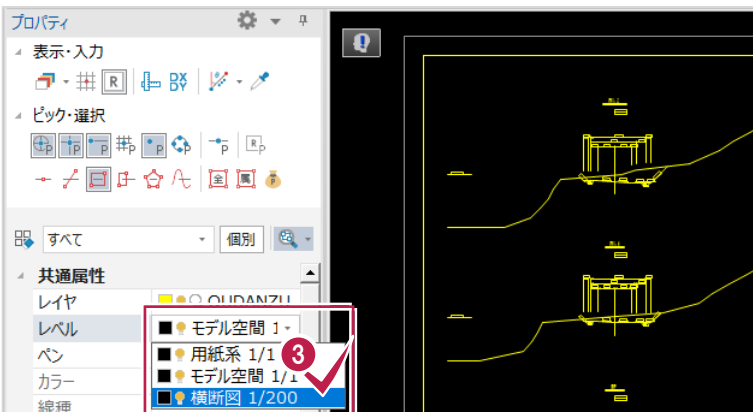 プロパティ
表示・入力
R
DXY
ピック・選択
P P P P P P P R P
全 属 P
すべて 個別
共通属性
レイヤ OUDANZU
レベル モデル空間 1
ペン 用紙系 1/1 3
カラー モデル空間 1/1
線種 横断図 1/200